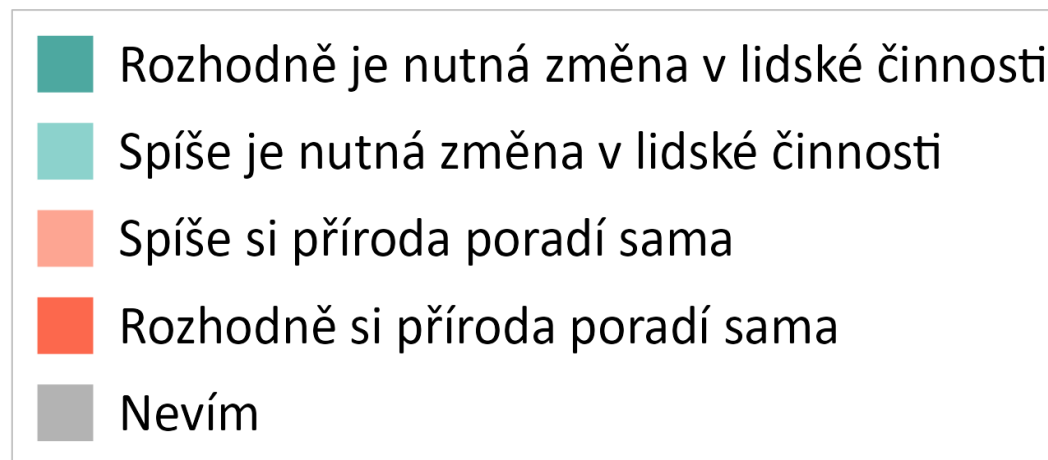 Rozhodně je nutná změna v lidské činnosti
Spíše je nutná změna v lidské činnosti
Spíše si příroda poradí sama
Rozhodně si příroda poradí sama
Nevím